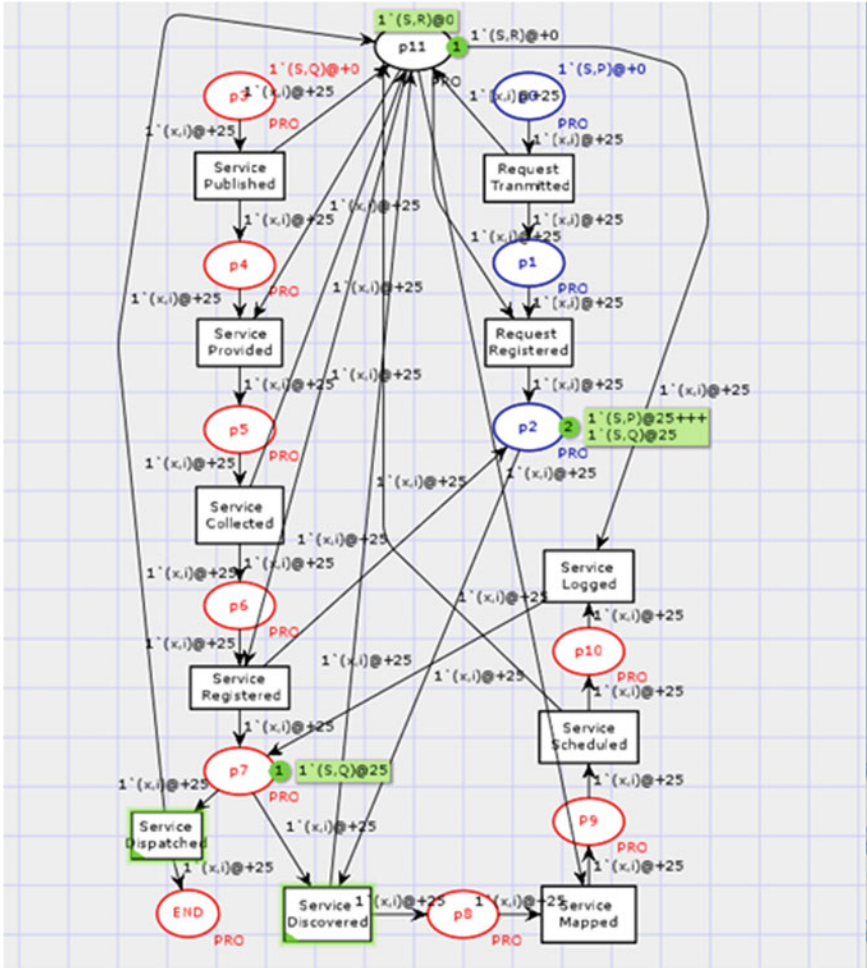 1`(S,R)@0
p11
1
1`(S,R)@+0
PRO
1`(S,Q)@+0
1`(S,P)@+0
p3
1`(x,i)@+25
1`(x,i)@+25
PRO
PRO
1`(x,i)@+25
1`(x,i)@+25
Service
Published
Request
Tranmitted
1`(x,i)@+25
1`(x,i)@+25
1`(x,i)@+25
1`(x,i)@+25
p4
p1
PRO
PRO
1`(x,i)@+25
1`(x,i)@+25
1`(x,i)@+25
Service
Provided
Request
Registered
1`(x,i)@+25
1`(x,i)@+25
1`(x,i)@+25
1`(x,i)@+25
p5
p2
2
1`(S,P)@25+++
1`(S,Q)@25
PRO
PRO
1`(x,i)@+25
1`(x,i)@+25
1`(x,i)@+25
Service
Collected
1`(x,i)@+25
Service
Logged
1`(x,i)@+25
1`(x,i)@+25
p6
1`(x,i)@+25
1`(x,i)@+25
PRO
p10
1`(x,i)@+25
1`(x,i)@+25
1`(x,i)@+25
PRO
Service
Registered
1`(x,i)@+25
1`(x,i)@+25
Service
Scheduled
p7
1
1`(S,Q)@25
PRO
1`(x,i)@+25
1`(x,i)@+25
P9
Service
Dispatched
1`(x,i)@+25
PRO
1`(x,i)@+25
1`(x,i)@+25
END
PRO
Service
Discovered
1`(x,i)@+25
p8
PRO
1`(x,i)@+25
Service
Mapped